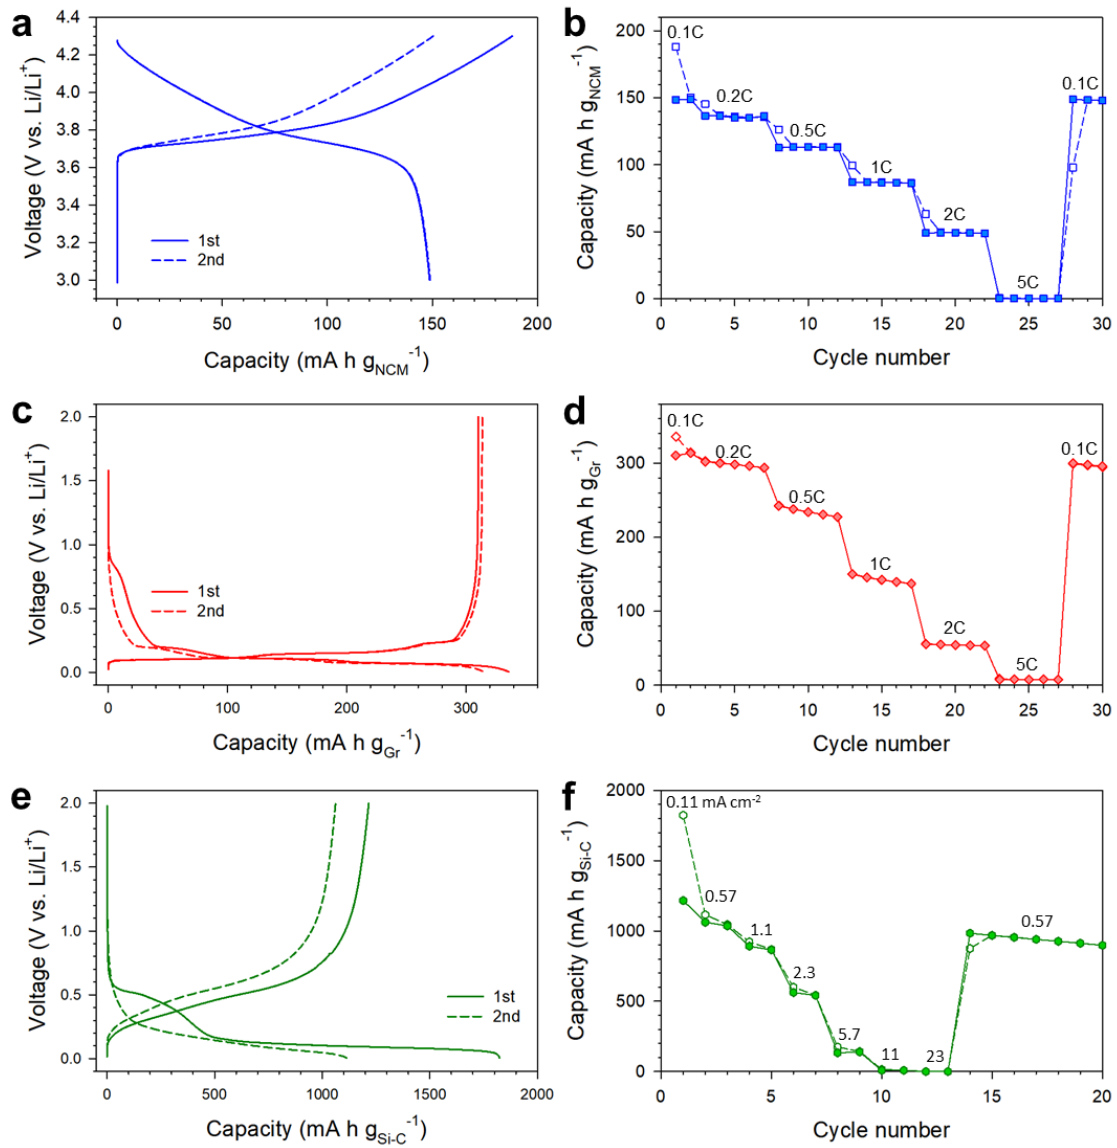 a
4.4
4.2
4.0
3.8
3.6
3.4
3.2
3.0
Voltage (V vs. Li/Li⁺)
1st
2nd
0 50 100 150 200
Capacity (mA h g_NCM⁻¹)
b
200
150
100
50
0
Capacity (mA h g_NCM⁻¹)
0.1C
0.2C
0.5C
1C
2C
5C
0.1C
0 5 10 15 20 25 30
Cycle number
c
2.0
1.5
1.0
0.5
0.0
Voltage (V vs. Li/Li⁺)
1st
2nd
0 100 200 300
Capacity (mA h g_Gr⁻¹)
d
300
200
100
0
Capacity (mA h g_Gr⁻¹)
0.1C
0.2C
0.5C
1C
2C
5C
0.1C
0 5 10 15 20 25 30
Cycle number
e
2.0
1.5
1.0
0.5
0.0
Voltage (V vs. Li/Li⁺)
1st
2nd
0 500 1000 1500 2000
Capacity (mA h g_Si-C⁻¹)
f
2000
1500
1000
500
0
Capacity (mA h g_Si-C⁻¹)
0.11 mA cm⁻²
0.57
1.1
2.3
5.7
11
23
0.57
0 5 10 15 20
Cycle number